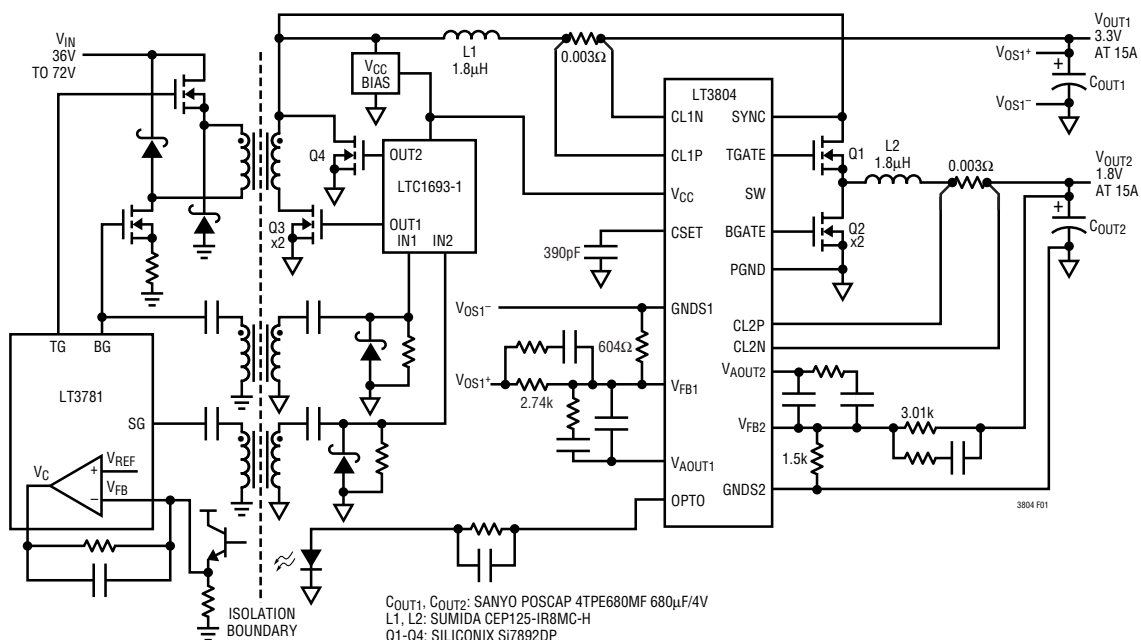 VIN
36V
TO 72V
L1
1.8µH
0.003Ω
VOUT1
3.3V
AT 15A
VOS1+
+
COUT1
VOS1−
VCC
BIAS
LT3804
CL1N
SYNC
CL1P
TGATE
Q1
L2
1.8µH
0.003Ω
VOUT2
1.8V
AT 15A
+
COUT2
Q4
OUT2
LTC1693-1
OUT1
IN1
IN2
Q3
x2
VCC
SW
CSET
BGATE
Q2
x2
390pF
PGND
VOS1−
GNDS1
CL2P
604Ω
CL2N
VOS1+
2.74k
VFB1
VAOUT2
VFB2
3.01k
1.5k
VAOUT1
GNDS2
OPTO
3804 F01
TG
BG
LT3781
SG
VC
+
VREF
−
VFB
ISOLATION
BOUNDARY
COUT1, COUT2: SANYO POSCAP 4TPE680MF 680µF/4V
L1, L2: SUMIDA CEP125-IR8MC-H
Q1-Q4: SILICONIX Si7892DP